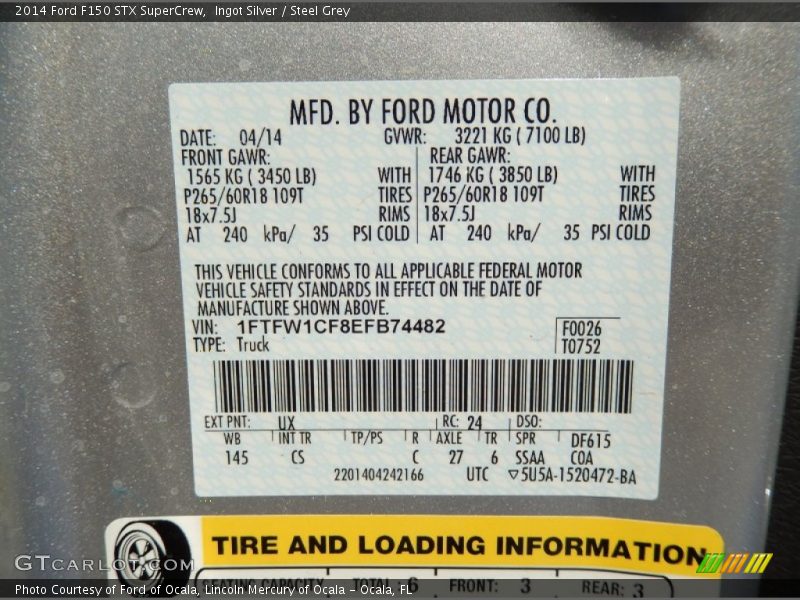 2014 Ford F150 STX SuperCrew,  Ingot Silver / Steel Grey
MFD. BY FORD MOTOR CO.
DATE: 04/14 GVWR: 3221 KG ( 7100 LB)
FRONT GAWR: REAR GAWR:
1565 KG ( 3450 LB) WITH 1746 KG ( 3850 LB) WITH
P265/60R18 109T TIRES P265/60R18 109T TIRES
18x7.5J RIMS 18x7.5J RIMS
AT 240 kPa/ 35 PSI COLD AT 240 kPa/ 35 PSI COLD
THIS VEHICLE CONFORMS TO ALL APPLICABLE FEDERAL MOTOR
VEHICLE SAFETY STANDARDS IN EFFECT ON THE DATE OF
MANUFACTURE SHOWN ABOVE.
VIN: 1FTFW1CF8EFB74482 F0026
TYPE: Truck T0752
EXT PNT: UX RC: 24 DSO:
WB INT TR TP/PS R AXLE TR SPR DF615
145 CS C 27 6 SSAA COA
2201404242166 UTC ▽5U5A-1520472-BA
TIRE AND LOADING INFORMATION
SEATING CAPACITY TOTAL: 6 FRONT: 3 REAR: 3
GTCarLot.com
Photo Courtesy of Ford of Ocala, Lincoln Mercury of Ocala – Ocala, FL